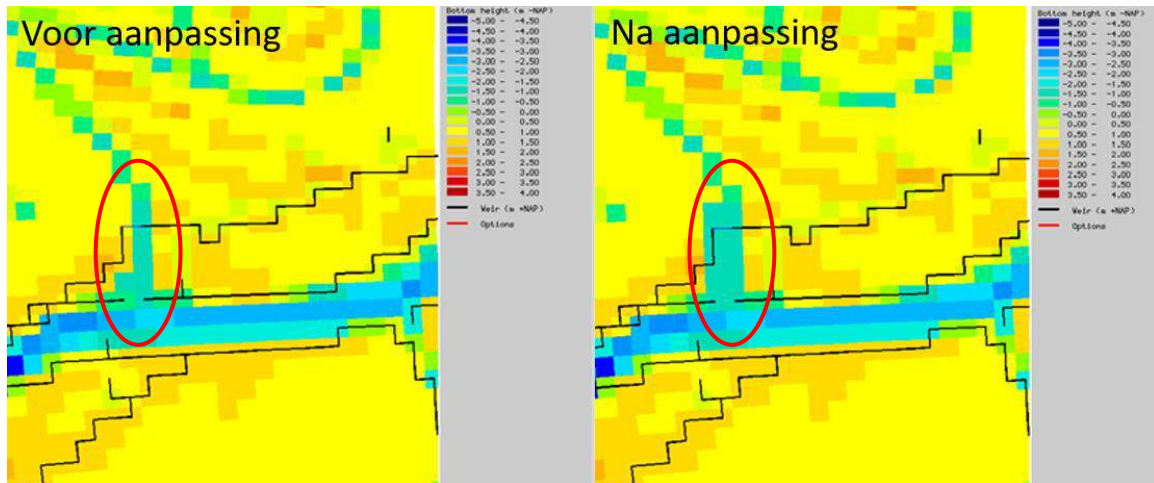 Voor aanpassing
Bottom height (m -NAP)
-5.00 - -4.50
-4.50 - -4.00
-4.00 - -3.50
-3.50 - -3.00
-3.00 - -2.50
-2.50 - -2.00
-2.00 - -1.50
-1.50 - -1.00
-1.00 - -0.50
-0.50 - 0.00
0.00 - 0.50
0.50 - 1.00
1.00 - 1.50
1.50 - 2.00
2.00 - 2.50
2.50 - 3.00
3.00 - 3.50
3.50 - 4.00
Weir (m +NAP)
Options
Na aanpassing
Bottom height (m -NAP)
-5.00 - -4.50
-4.50 - -4.00
-4.00 - -3.50
-3.50 - -3.00
-3.00 - -2.50
-2.50 - -2.00
-2.00 - -1.50
-1.50 - -1.00
-1.00 - -0.50
-0.50 - 0.00
0.00 - 0.50
0.50 - 1.00
1.00 - 1.50
1.50 - 2.00
2.00 - 2.50
2.50 - 3.00
3.00 - 3.50
3.50 - 4.00
Weir (m +NAP)
Options